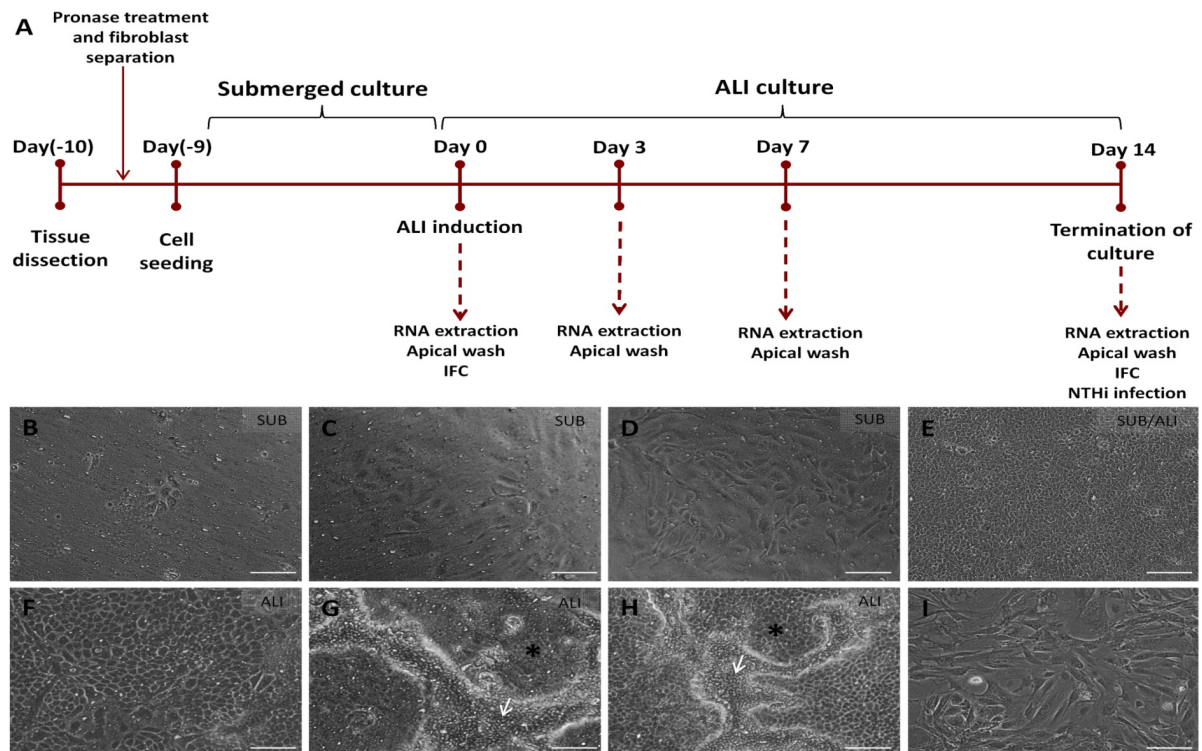 A
Pronase treatment
and fibroblast
separation
Submerged culture
ALI culture
Day(-10)
Day(-9)
Day 0
Day 3
Day 7
Day 14
Tissue
dissection
Cell
seeding
ALI induction
Termination of
culture
RNA extraction
Apical wash
IFC
RNA extraction
Apical wash
RNA extraction
Apical wash
RNA extraction
Apical wash
IFC
NTHi infection
B
SUB
C
SUB
D
SUB
E
SUB/ALI
F
ALI
G
ALI
*
H
ALI
*
I